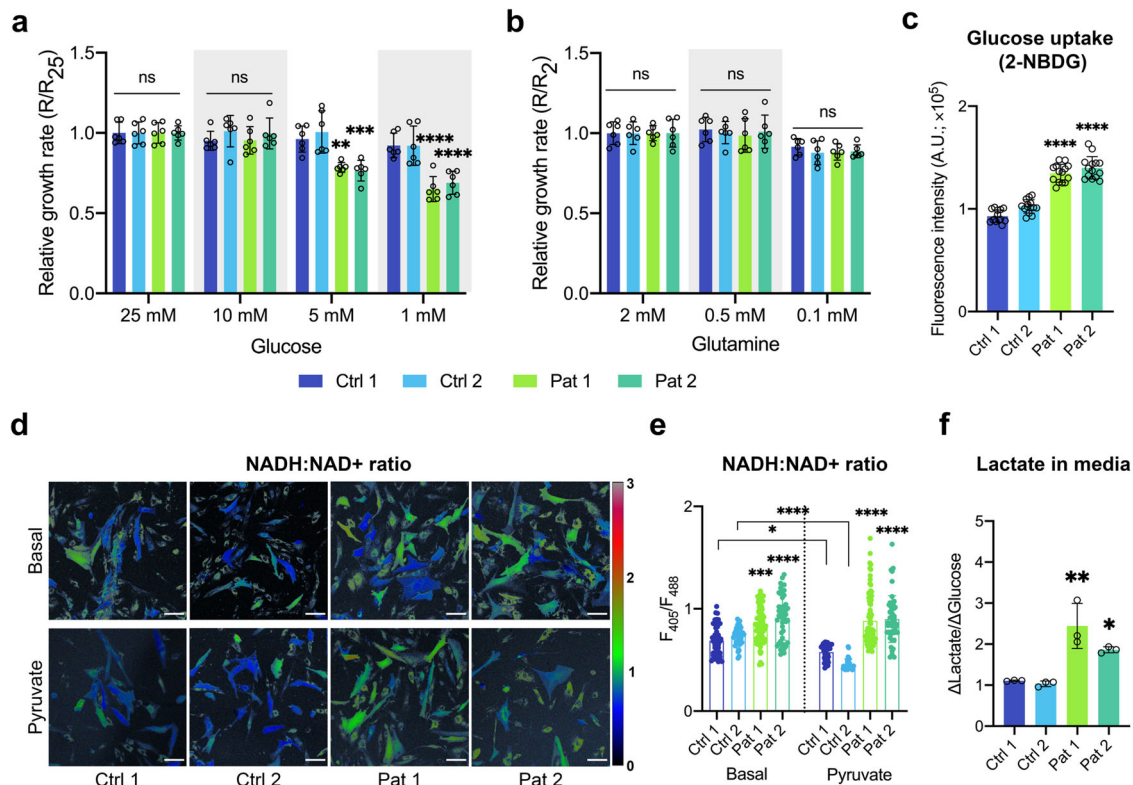 a
Relative growth rate (R/R25)
1.5
1.0
0.5
0.0
ns
ns
**
***
****
****
25 mM
10 mM
5 mM
1 mM
Glucose
b
Relative growth rate (R/R2)
1.5
1.0
0.5
0.0
ns
ns
ns
2 mM
0.5 mM
0.1 mM
Glutamine
Ctrl 1
Ctrl 2
Pat 1
Pat 2
c
Glucose uptake
(2-NBDG)
Fluorescence intensity (A.U.; ×10⁵)
2
1
0
****
****
Ctrl 1
Ctrl 2
Pat 1
Pat 2
d
NADH:NAD+ ratio
Basal
Pyruvate
3
2
1
0
Ctrl 1
Ctrl 2
Pat 1
Pat 2
e
NADH:NAD+ ratio
F405/F488
2
1
0
****
*
***
****
****
****
Ctrl 1
Ctrl 2
Pat 1
Pat 2
Ctrl 1
Ctrl 2
Pat 1
Pat 2
Basal
Pyruvate
f
Lactate in media
ΔLactate/ΔGlucose
5
4
3
2
1
0
**
*
Ctrl 1
Ctrl 2
Pat 1
Pat 2